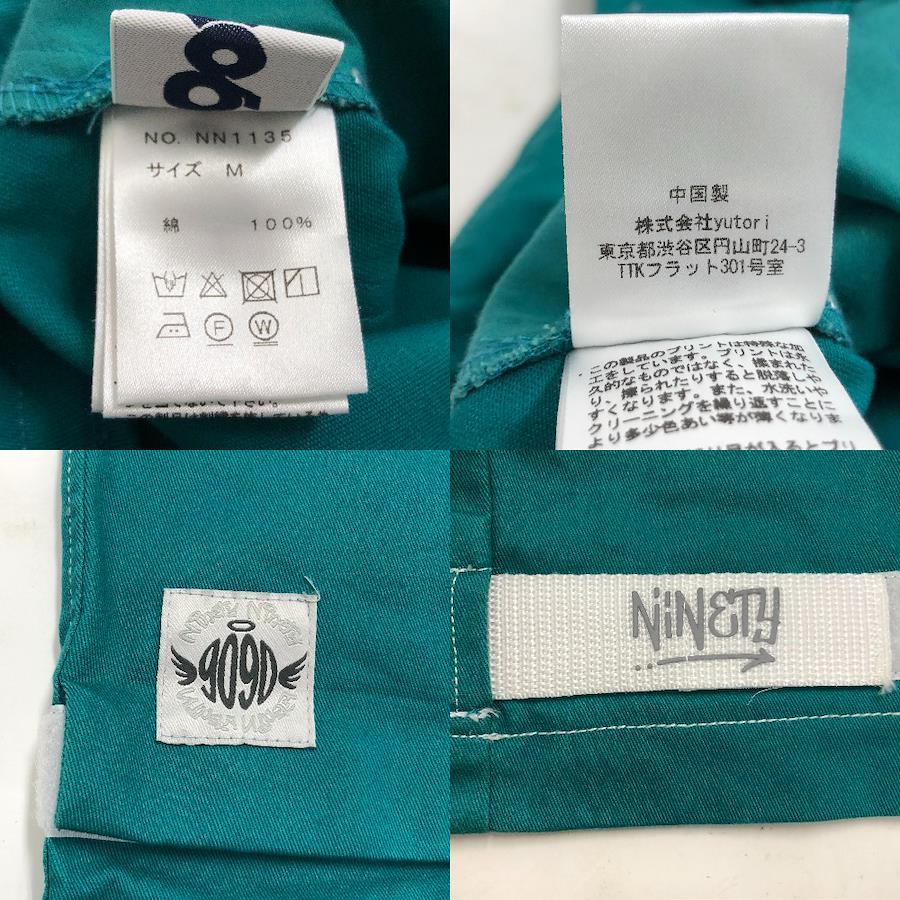 NO. NN1135
サイズ M
綿 100%
F W
中国製
株式会社yutori
東京都渋谷区円山町24-3
TTKフラット301号室
この製品のプリントは特殊な加
工をしています。プリントは永
久的なものではなく、揉まれた
り、擦られたりすると脱落しや
すくなります。また、水洗いや
クリーニングを繰り返すことに
より多少色あい等が薄くなりま
NiNETY NiNETY
9090
NiNETY